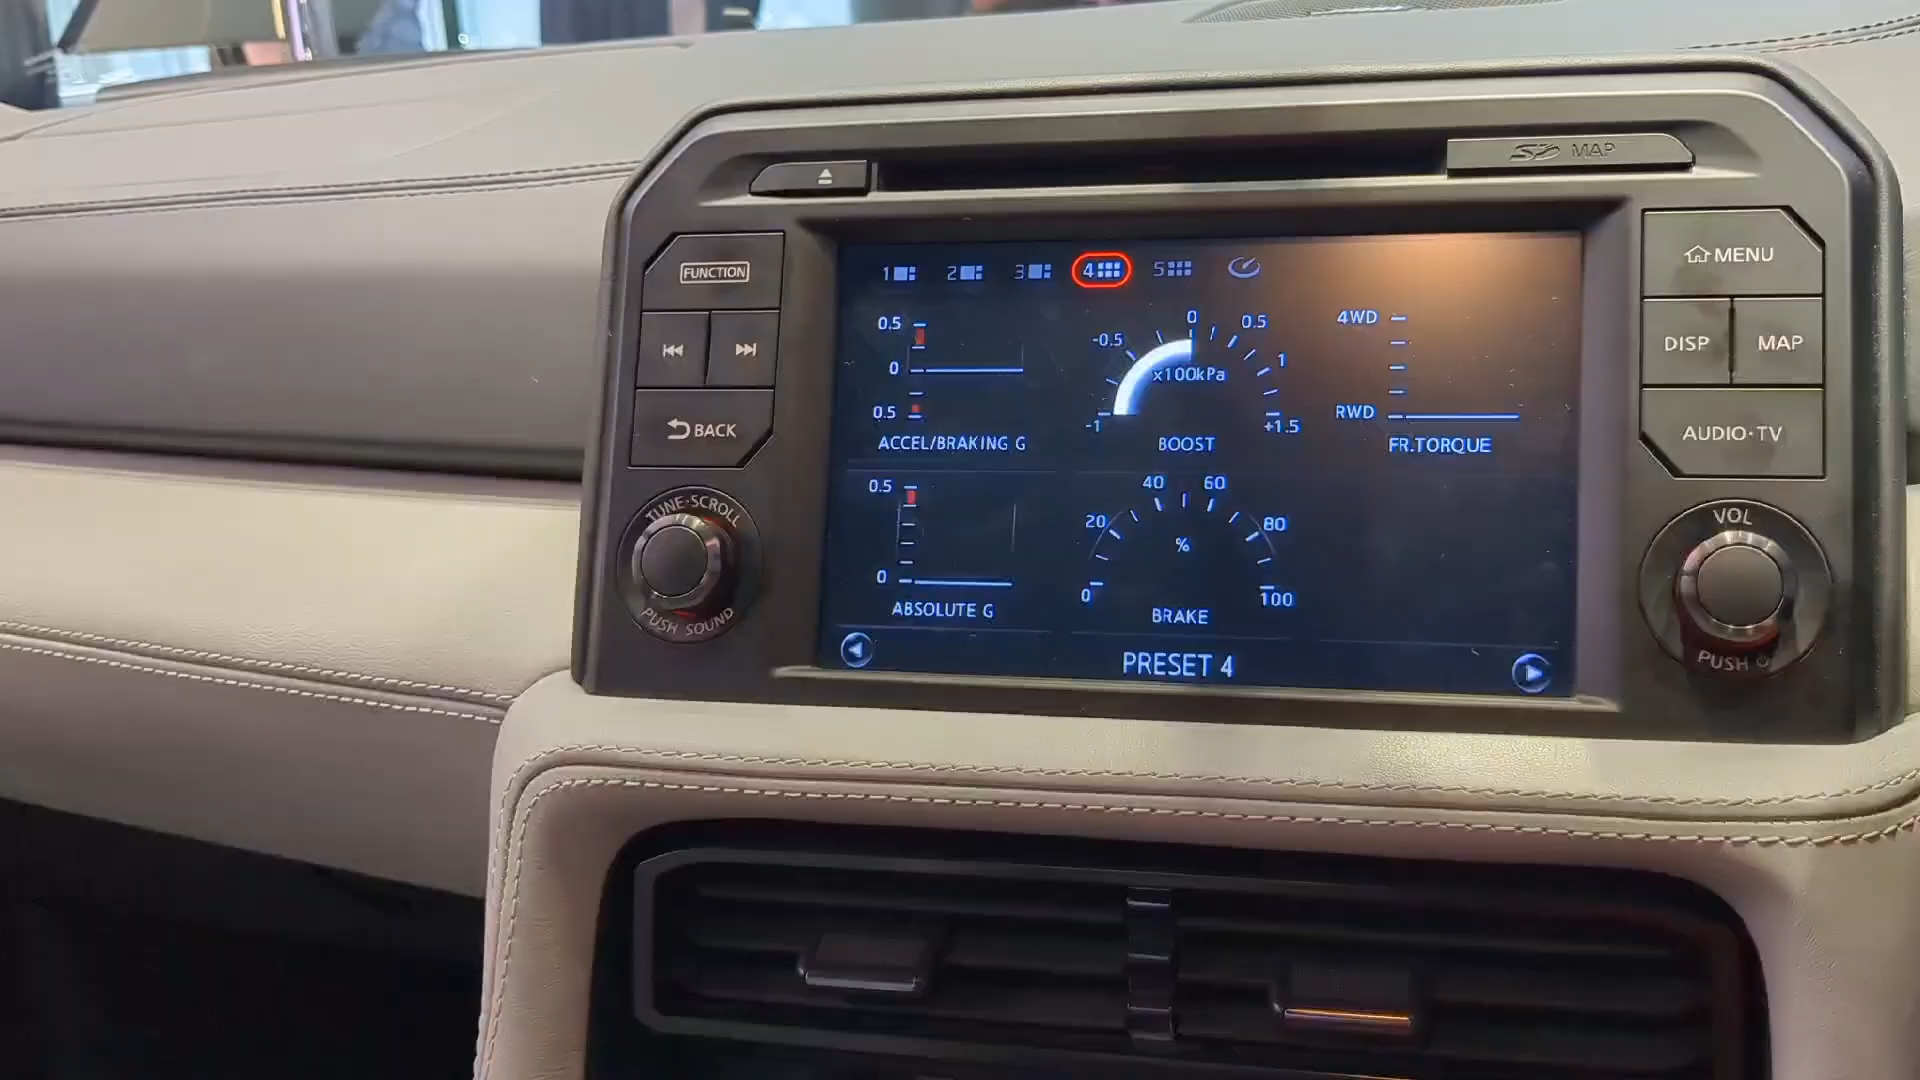 SD MAP
FUNCTION
BACK
TUNE·SCROLL
PUSH SOUND
1 2 3 4 5
0.5
0
0.5
ACCEL/BRAKING G
-1
-0.5
0
0.5
1
+1.5
x100kPa
BOOST
4WD
RWD
FR.TORQUE
0.5
0
ABSOLUTE G
0
20
40
60
80
100
%
BRAKE
PRESET 4
MENU
DISP MAP
AUDIO·TV
VOL
PUSH